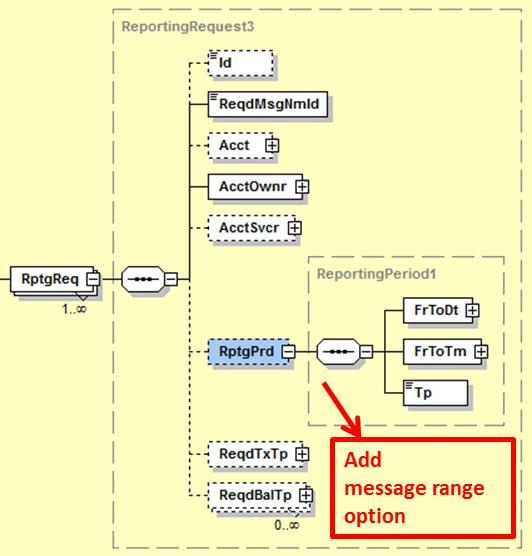 ReportingRequest3
Id
ReqdMsgNmId
Acct
AcctOwnr
AcctSvcr
RptgReq
1..∞
ReportingPeriod1
FrToDt
RptgPrd
FrToTm
Tp
Add
message range
option
ReqdTxTp
ReqdBalTp
0..∞